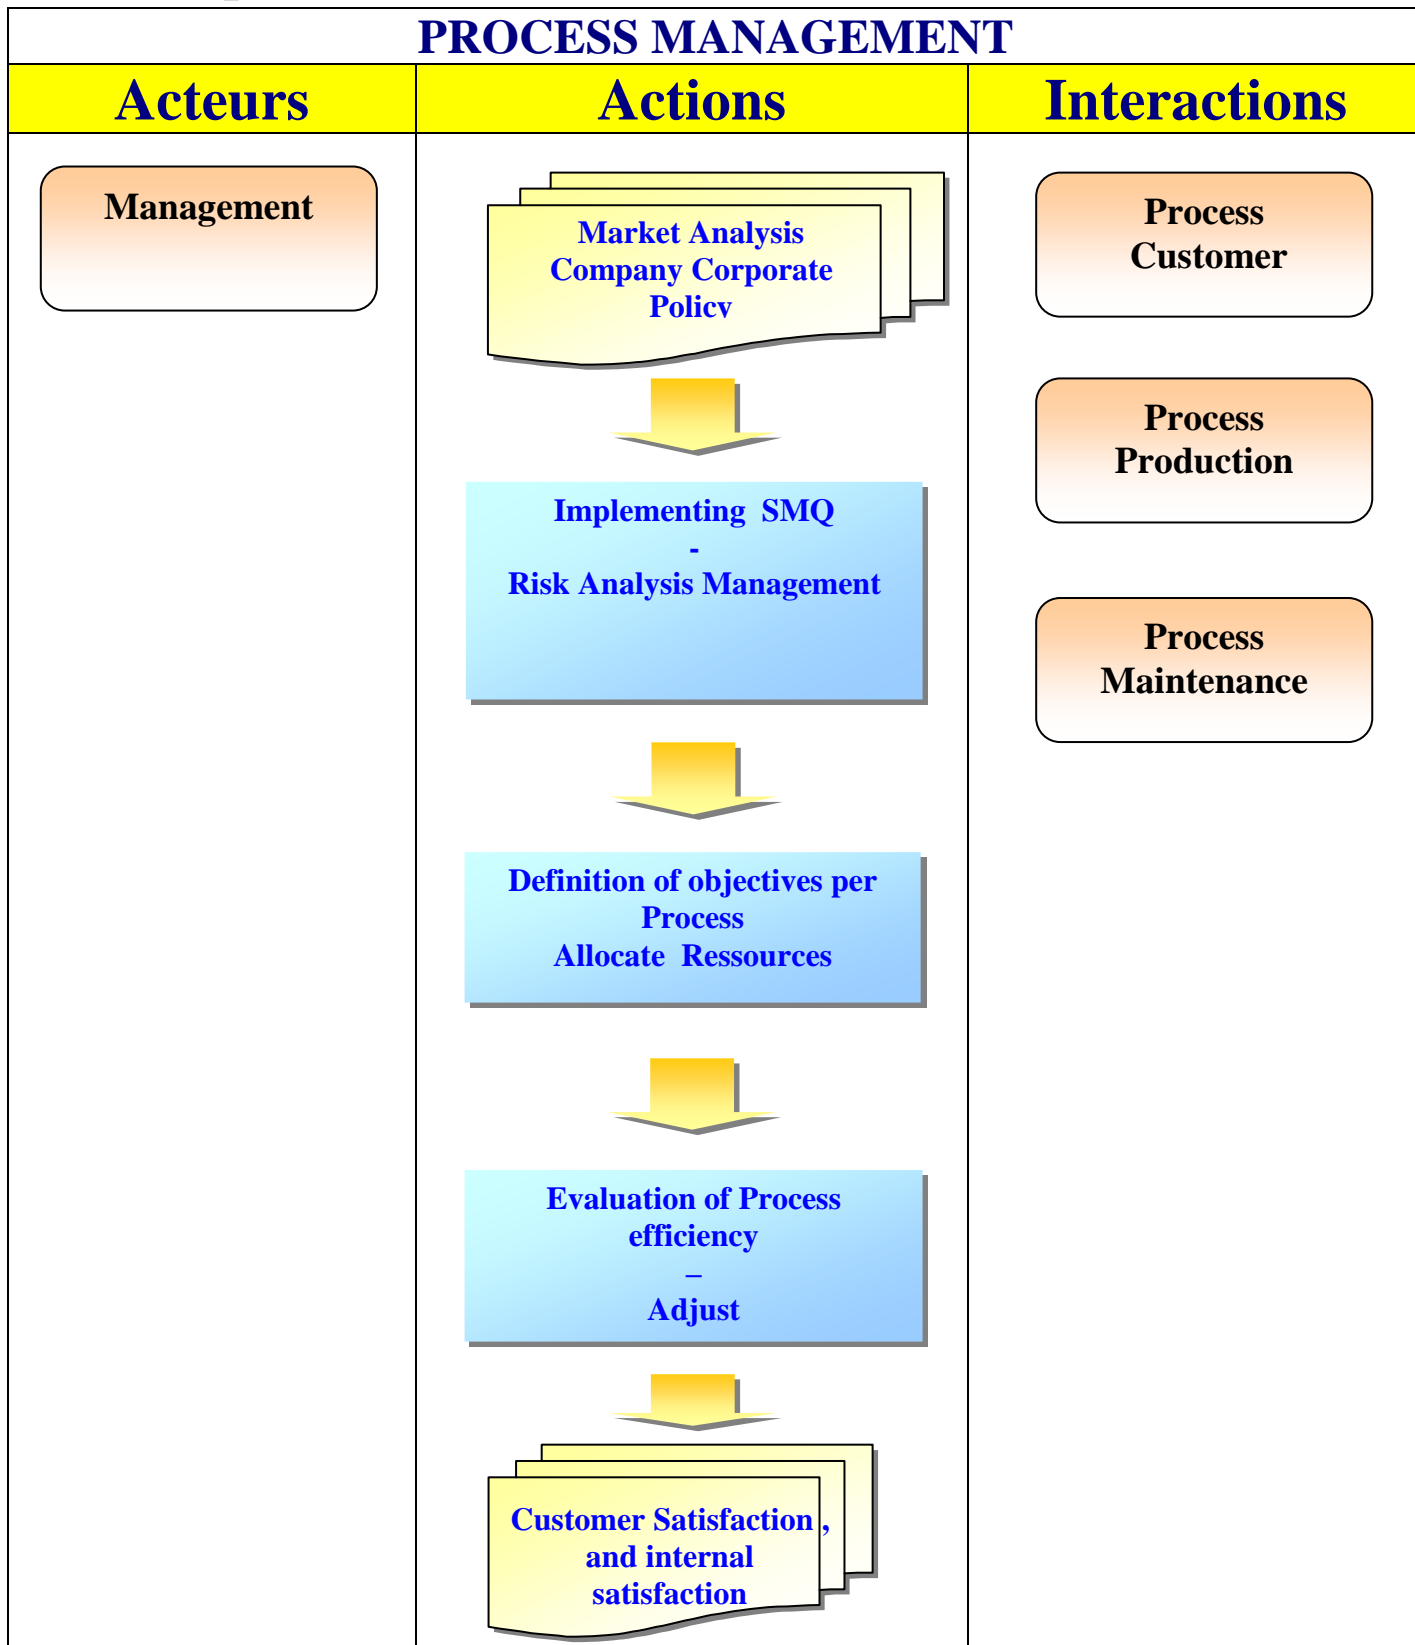 PROCESS MANAGEMENT
Acteurs
Actions
Interactions
Management
Market Analysis
Company Corporate
Policy
Implementing SMQ
-
Risk Analysis Management
Definition of objectives per
Process
Allocate Ressources
Evaluation of Process
efficiency
–
Adjust
Customer Satisfaction ,
and internal
satisfaction
Process
Customer
Process
Production
Process
Maintenance